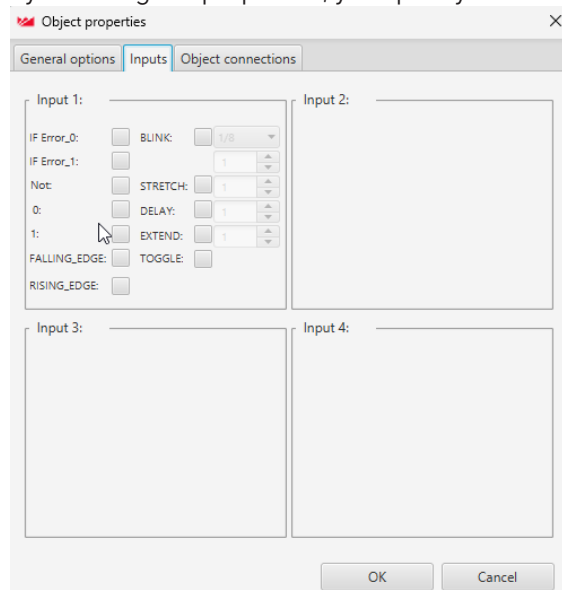 Object properties
General options Inputs Object connections
Input 1:
IF Error_0: BLINK: 1/8
IF Error_1: 1
Not: STRETCH: 1
0: DELAY: 1
1: EXTEND: 1
FALLING_EDGE: TOGGLE:
RISING_EDGE:
Input 2:
Input 3:
Input 4:
OK Cancel